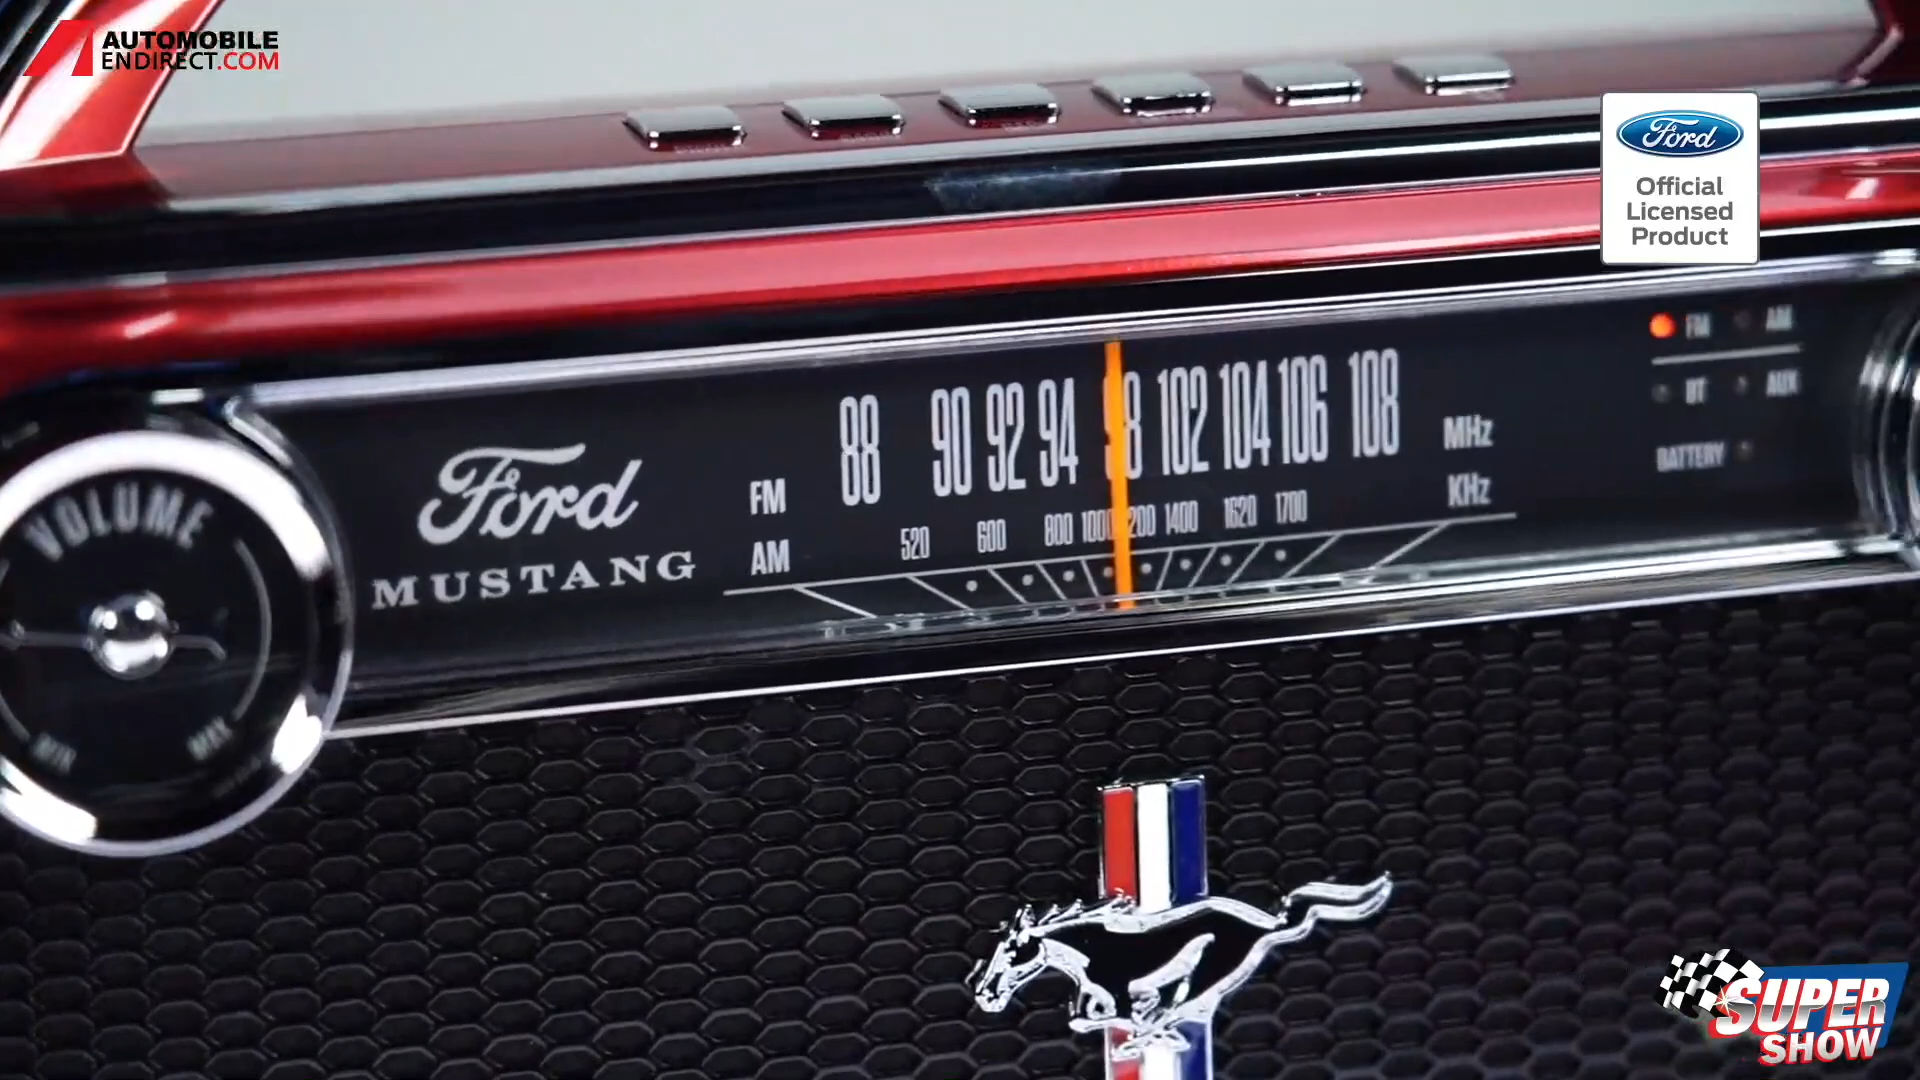 AUTOMOBILE
ENDIRECT.COM
Ford
Official
Licensed
Product
FM AM
BT AUX
BATTERY
VOLUME
MIN MAX
Ford
MUSTANG
FM 88 90 92 94 102 104 106 108 MHz
AM 520 600 800 1400 1620 1700 KHz
SUPER
SHOW